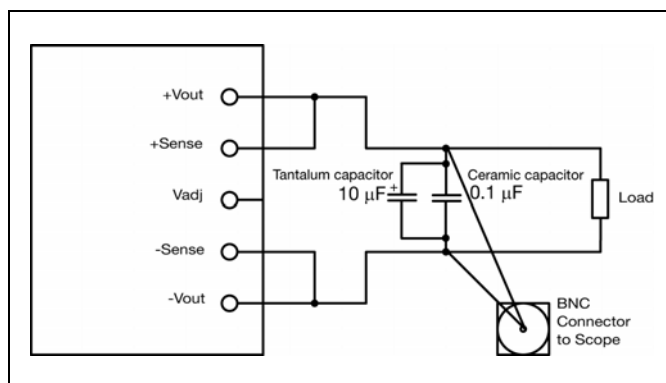 +Vout
+Sense
Vadj
-Sense
-Vout
Tantalum capacitor
10 µF +
Ceramic capacitor
0.1 µF
Load
BNC
Connector
to Scope